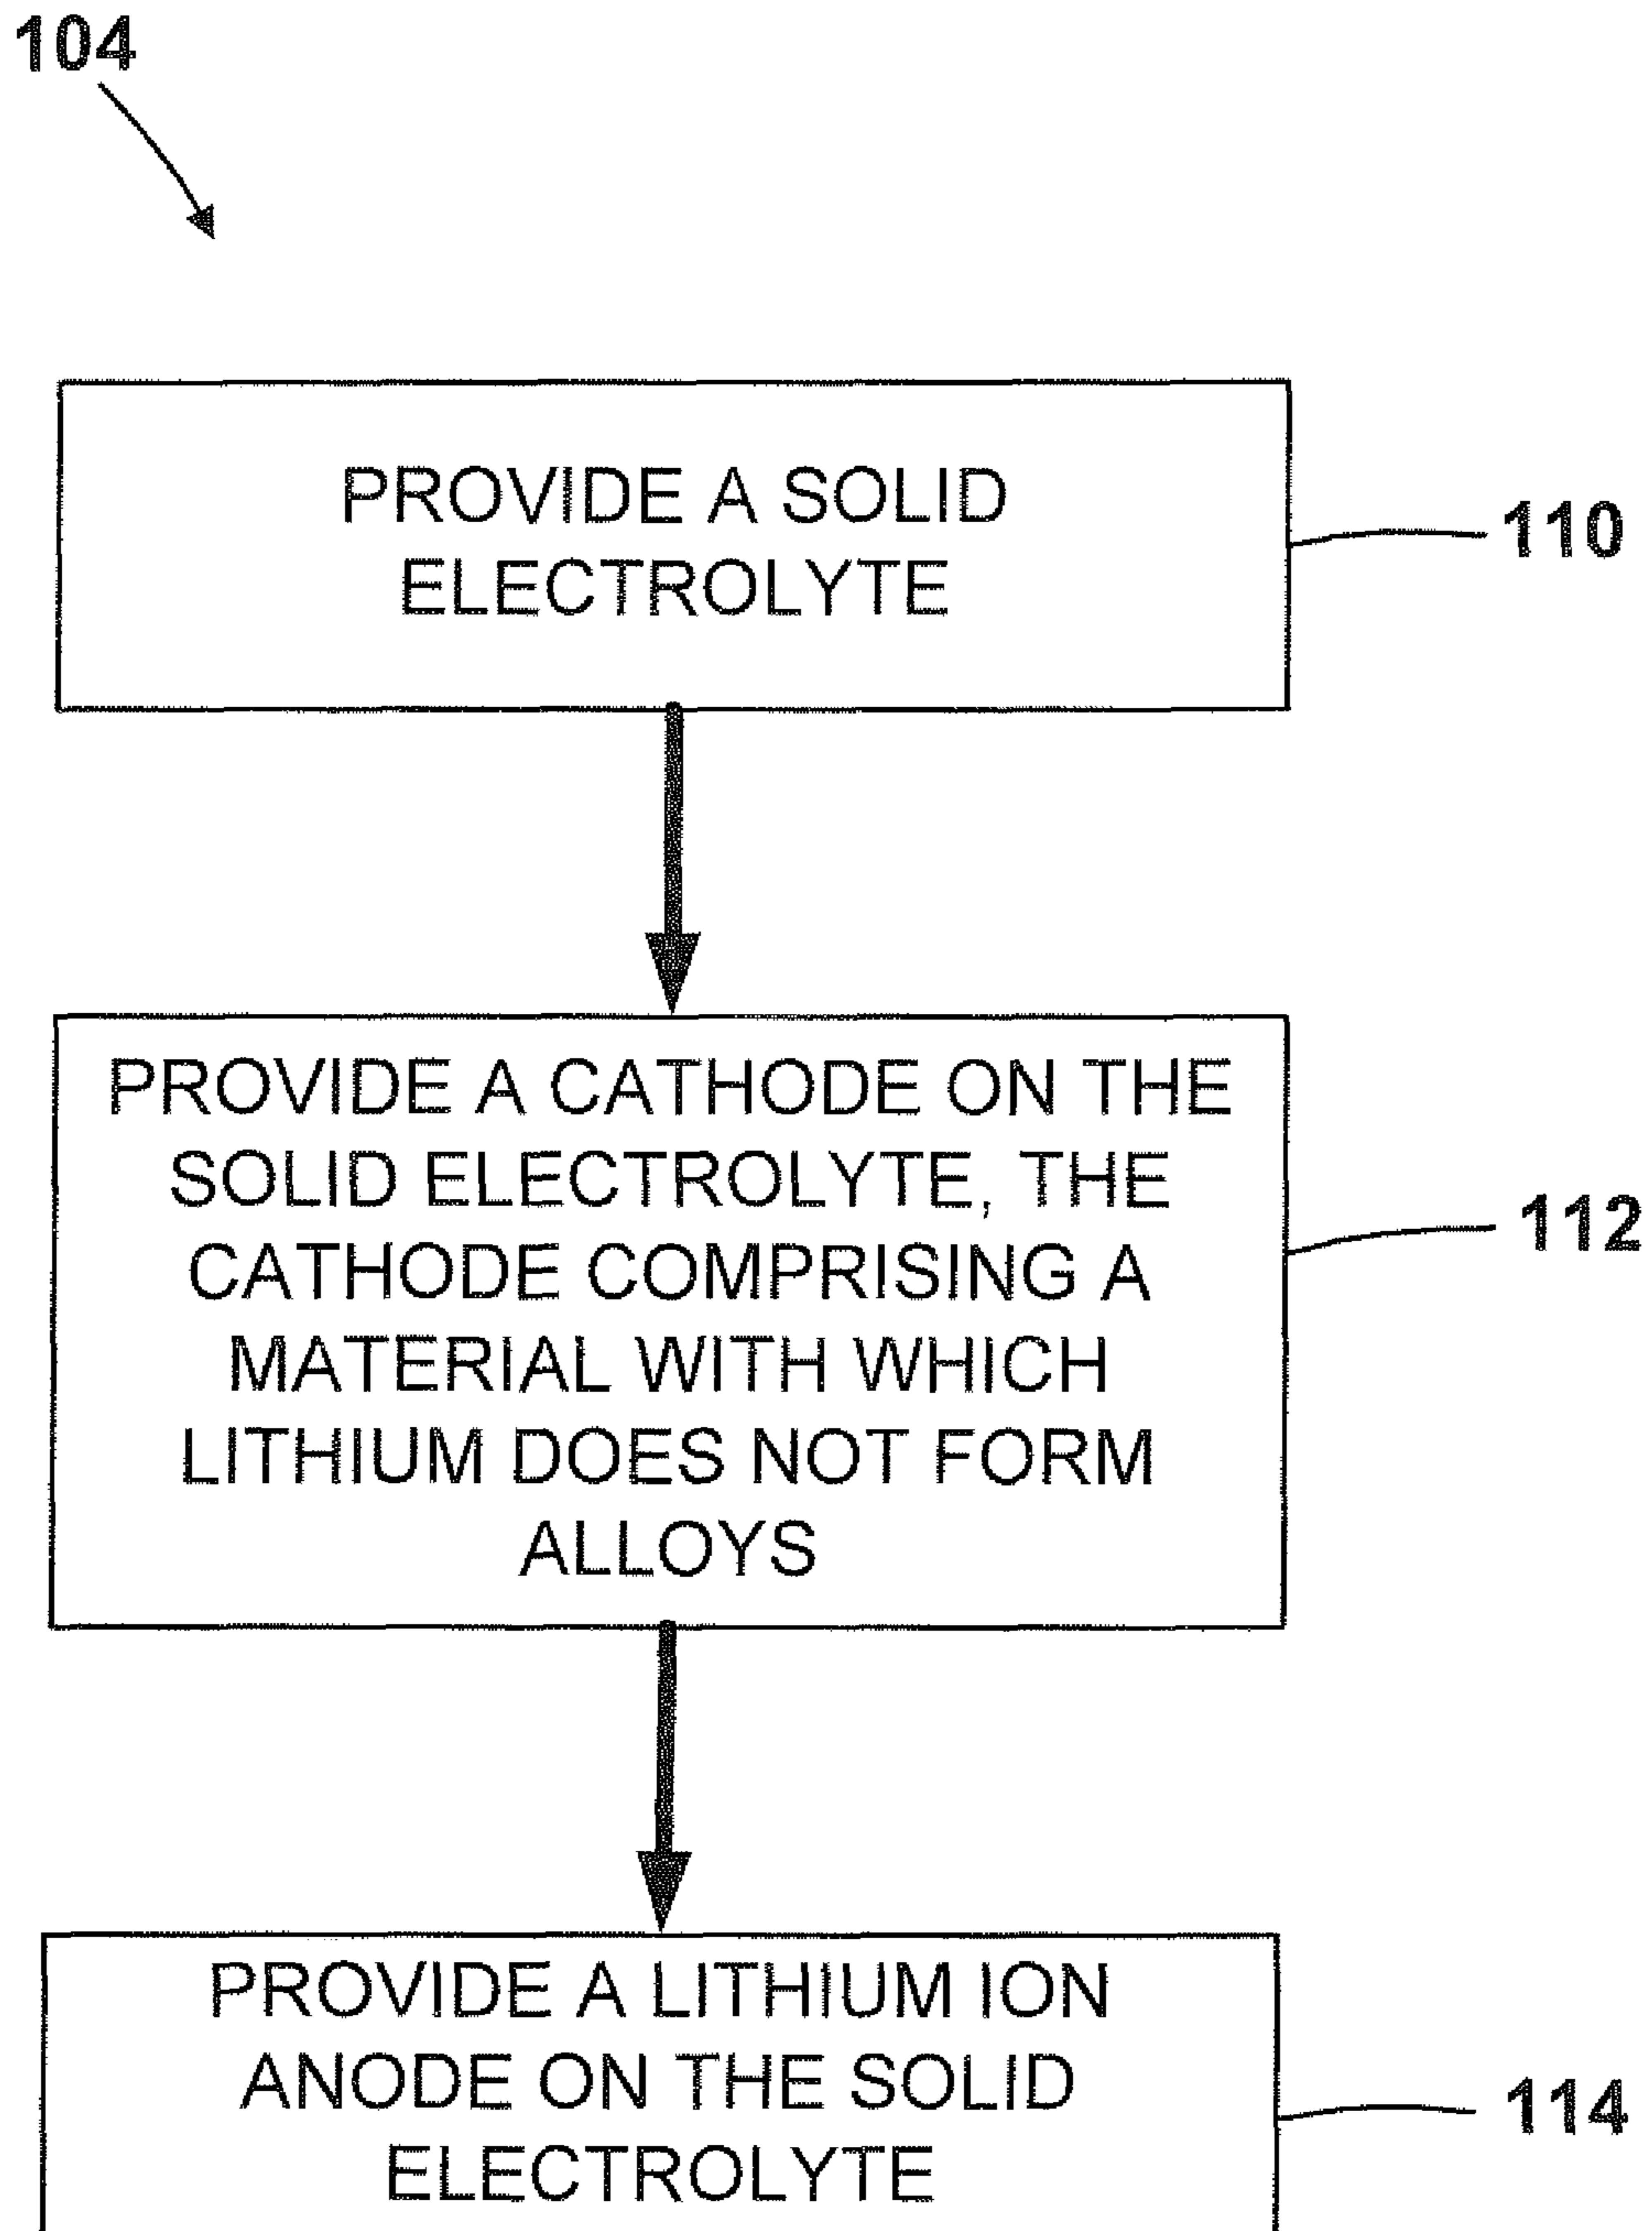 104
PROVIDE A SOLID
ELECTROLYTE
110
PROVIDE A CATHODE ON THE
SOLID ELECTROLYTE, THE
CATHODE COMPRISING A
MATERIAL WITH WHICH
LITHIUM DOES NOT FORM
ALLOYS
112
PROVIDE A LITHIUM ION
ANODE ON THE SOLID
ELECTROLYTE
114